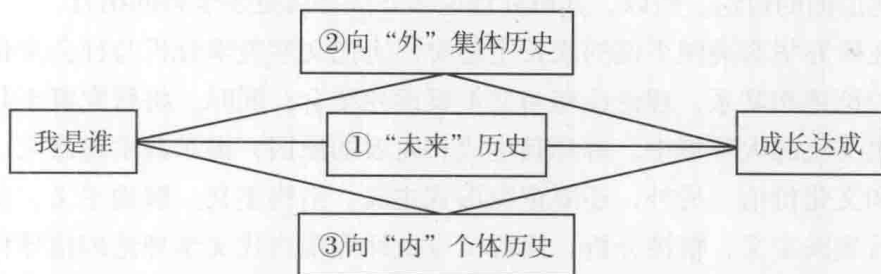 ②向“外”集体历史
我是谁
①“未来”历史
成长达成
③向“内”个体历史